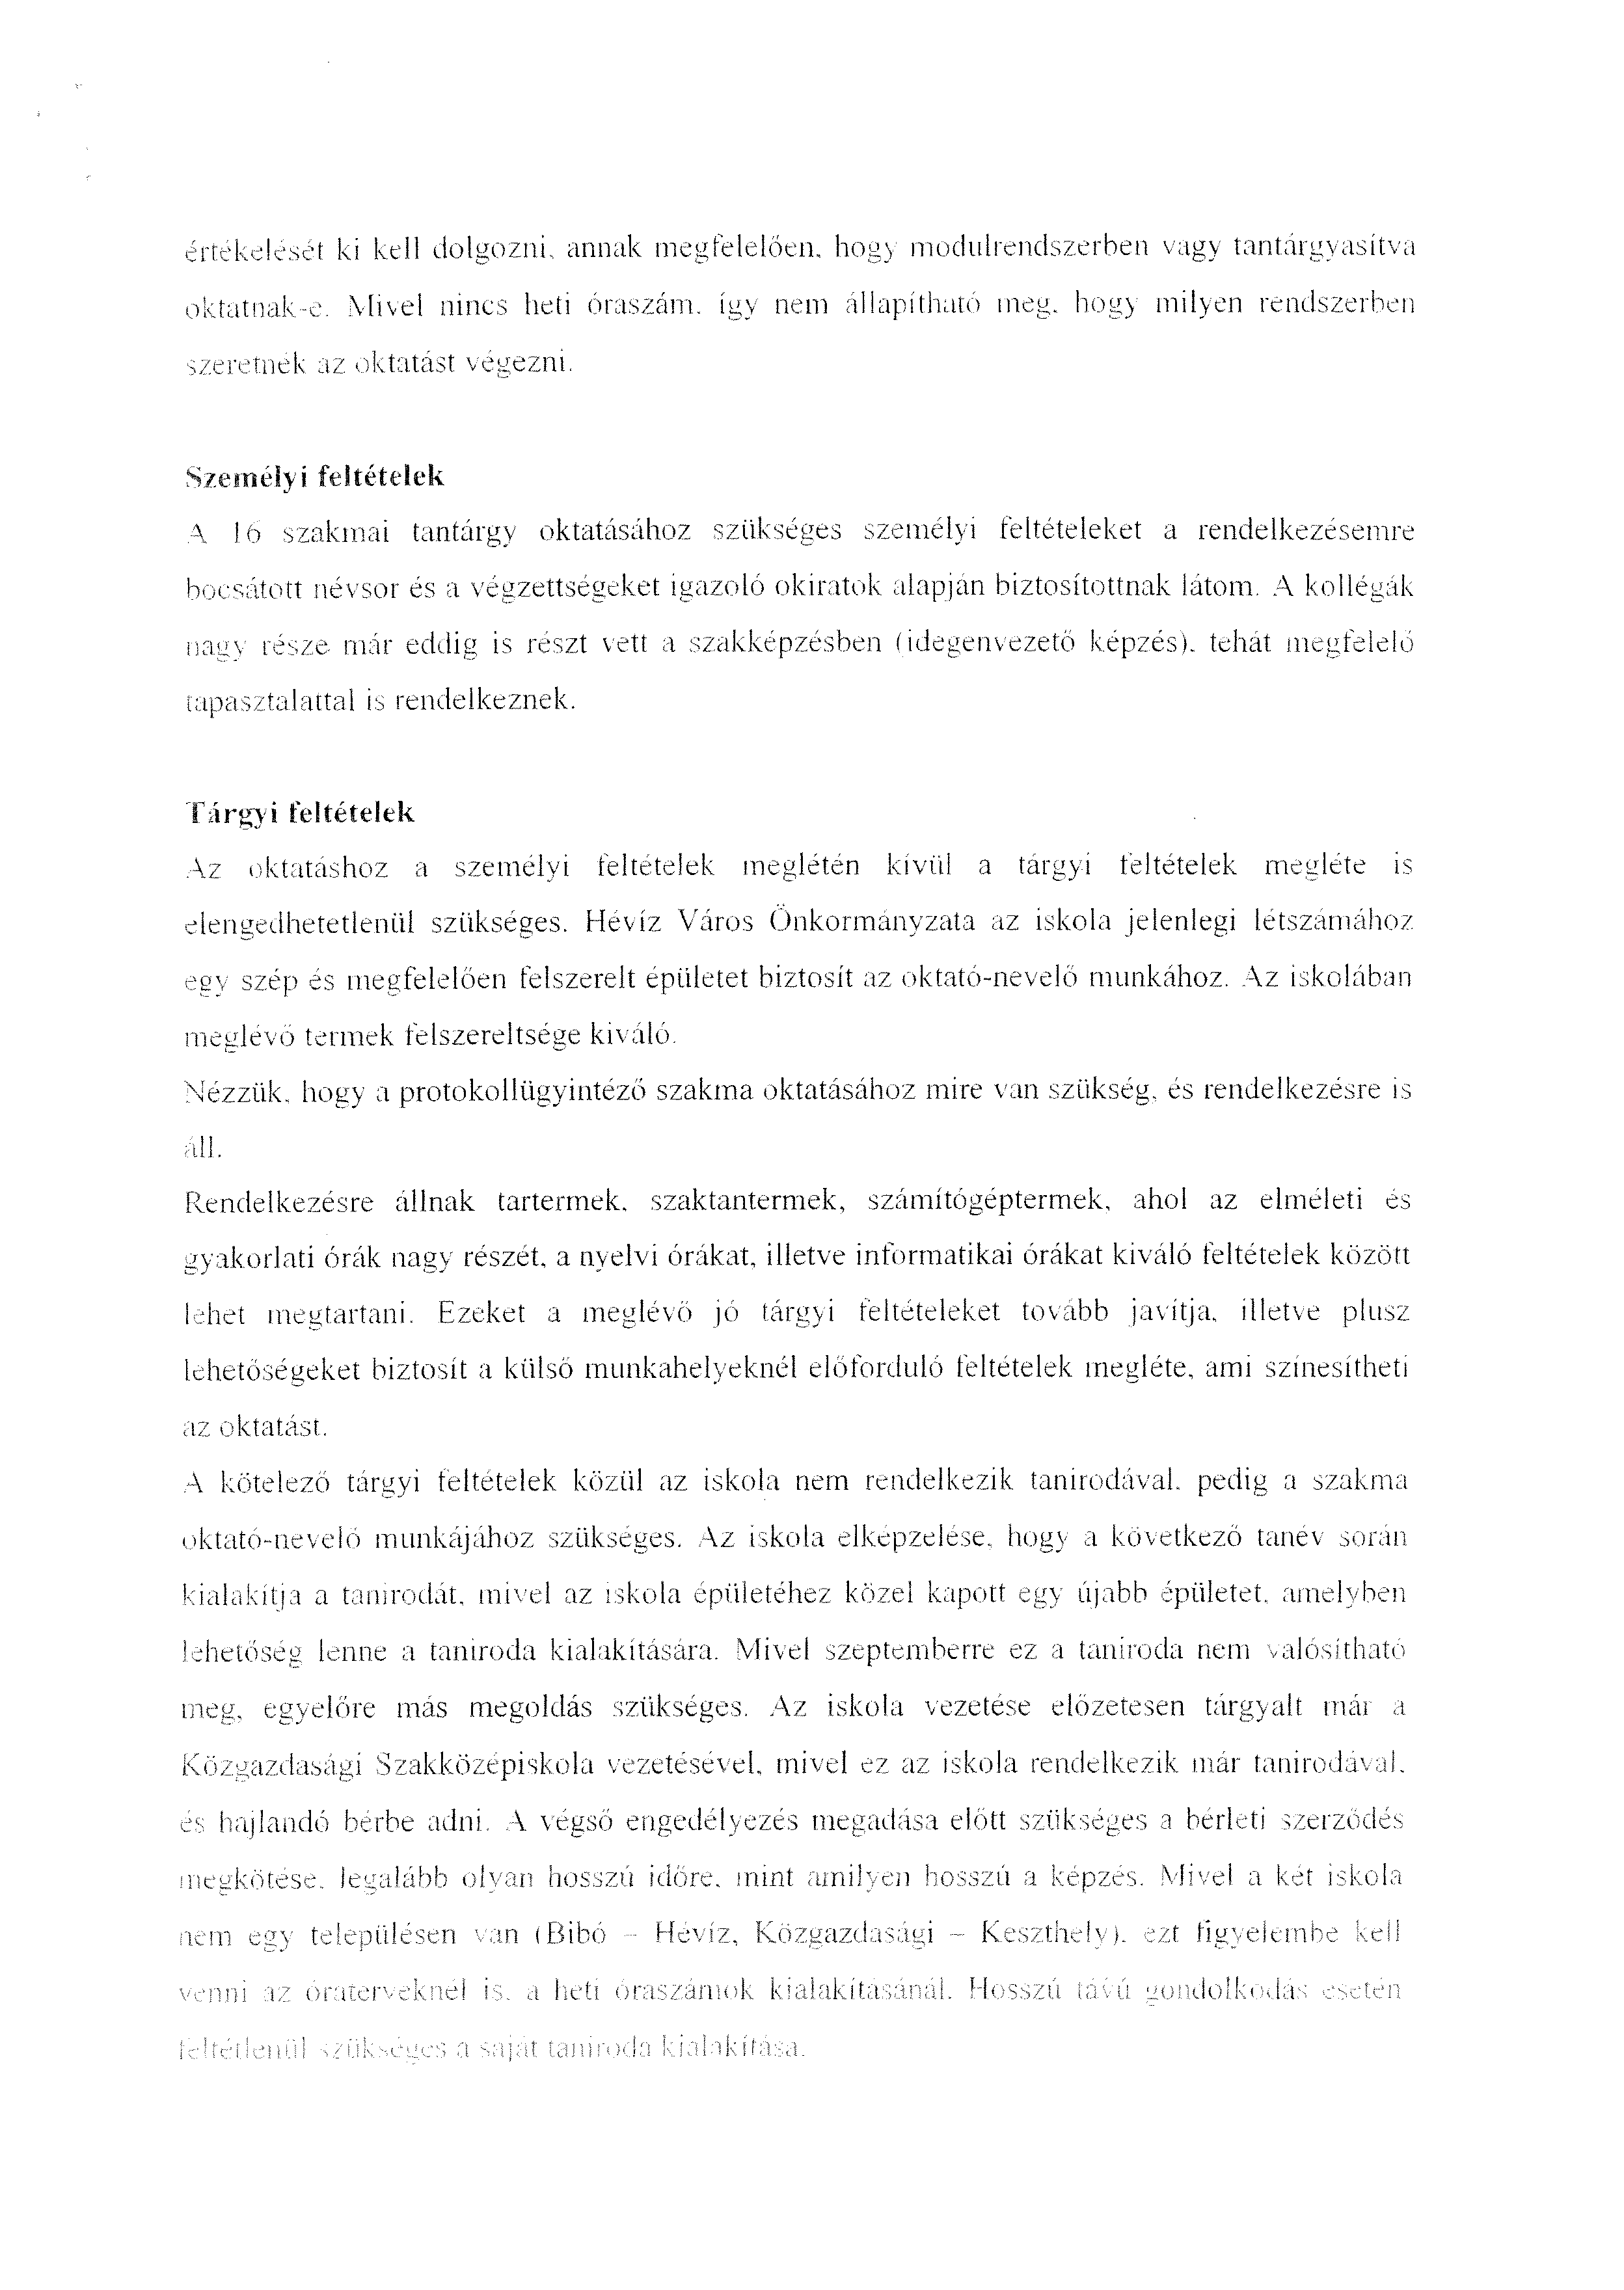 értékelését ki kell dolgozni, annak megfelelően, hogy modulrendszerben vagy tantárgyasítva
oktatnak-e. Mivel nincs heti óraszám, így nem állapítható meg, hogy milyen rendszerben
szeretnék az oktatást végezni.
Személyi feltételek
A 16 szakmai tantárgy oktatásához szükséges személyi feltételeket a rendelkezésemre
bocsátott névsor és a végzettségeket igazoló okiratok alapján biztosítottnak látom. A kollégák
nagy része már eddig is részt vett a szakképzésben (idegenvezető képzés), tehát megfelelő
tapasztalattal is rendelkeznek.
Tárgyi feltételek
Az oktatáshoz a személyi feltételek meglétén kívül a tárgyi feltételek megléte is
elengedhetetlenül szükséges. Hévíz Város Önkormányzata az iskola jelenlegi létszámához
egy szép és megfelelően felszerelt épületet biztosít az oktató-nevelő munkához. Az iskolában
meglévő termek felszereltsége kiváló.
Nézzük, hogy a protokollügyintéző szakma oktatásához mire van szükség, és rendelkezésre is
áll.
Rendelkezésre állnak tartermek, szaktantermek, számítógéptermek, ahol az elméleti és
gyakorlati órák nagy részét, a nyelvi órákat, illetve informatikai órákat kiváló feltételek között
lehet megtartani. Ezeket a meglévő jó tárgyi feltételeket tovább javítja, illetve plusz
lehetőségeket biztosít a külső munkahelyeknél előforduló feltételek megléte, ami színesítheti
az oktatást.
A kötelező tárgyi feltételek közül az iskola nem rendelkezik tanirodával, pedig a szakma
oktató-nevelő munkájához szükséges. Az iskola elképzelése, hogy a következő tanév során
kialakítja a tanirodát, mivel az iskola épületéhez közel kapott egy újabb épületet, amelyben
lehetőség lenne a taniroda kialakítására. Mivel szeptemberre ez a taniroda nem valósítható
meg, egyelőre más megoldás szükséges. Az iskola vezetése előzetesen tárgyalt már a
Közgazdasági Szakközépiskola vezetésével, mivel ez az iskola rendelkezik már tanirodával,
és hajlandó bérbe adni. A végső engedélyezés megadása előtt szükséges a bérleti szerződés
megkötése, legalább olyan hosszú időre, mint amilyen hosszú a képzés. Mivel a két iskola
nem egy településen van (Bibó – Hévíz, Közgazdasági – Keszthely), ezt figyelembe kell
venni az óraterveknél is, a heti óraszámok kialakításánál. Hosszú távú gondolkodás esetén
feltétlenül szükséges a saját taniroda kialakítása.